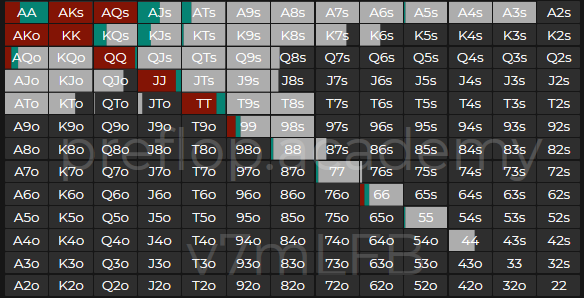 AA AKs AQs AJs ATs A9s A8s A7s A6s A5s A4s A3s A2s
AKo KK KQs KJs KTs K9s K8s K7s K6s K5s K4s K3s K2s
AQo KQo QQ QJs QTs Q9s Q8s Q7s Q6s Q5s Q4s Q3s Q2s
AJo KJo QJo JJ JTs J9s J8s J7s J6s J5s J4s J3s J2s
ATo KTo QTo JTo TT T9s T8s T7s T6s T5s T4s T3s T2s
A9o K9o Q9o J9o T9o 99 98s 97s 96s 95s 94s 93s 92s
A8o K8o Q8o J8o T8o 98o 88 87s 86s 85s 84s 83s 82s
preflop.academy
A7o K7o Q7o J7o T7o 97o 87o 77 76s 75s 74s 73s 72s
A6o K6o Q6o J6o T6o 96o 86o 76o 66 65s 64s 63s 62s
A5o K5o Q5o J5o T5o 95o 85o 75o 65o 55 54s 53s 52s
A4o K4o Q4o J4o T4o 94o 84o 74o 64o 54o 44 43s 42s
v7mLFB
A3o K3o Q3o J3o T3o 93o 83o 73o 63o 53o 43o 33 32s
A2o K2o Q2o J2o T2o 92o 82o 72o 62o 52o 42o 32o 22